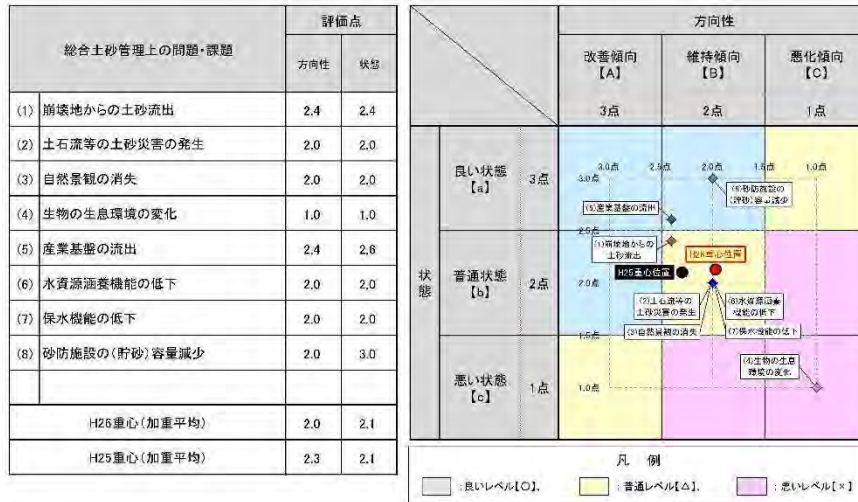 総合土砂管理上の問題・課題
評価点
方向性 状態
(1) 崩壊地からの土砂流出 2.4 2.4
(2) 土石流等の土砂災害の発生 2.0 2.0
(3) 自然景観の消失 2.0 2.0
(4) 生物の生息環境の変化 1.0 1.0
(5) 産業基盤の流出 2.4 2.6
(6) 水資源涵養機能の低下 2.0 2.0
(7) 保水機能の低下 2.0 2.0
(8) 砂防施設の(貯砂)容量減少 2.0 3.0
H26重心(加重平均) 2.0 2.1
H25重心(加重平均) 2.3 2.1
方向性
改善傾向 維持傾向 悪化傾向
【A】 【B】 【C】
3点 2点 1点
状態
良い状態
【a】
3点
普通状態
【b】
2点
悪い状態
【c】
1点
3.0点 2.5点 2.0点 1.5点 1.0点
3.0点
2.5点
2.0点
1.5点
1.0点
砂防施設の
(貯砂)容量減少
(5)産業基盤の流出
(1)崩壊地からの
土砂流出
H26重心位置
H25重心位置
(2)土石流等の
土砂災害の発生
(6)水資源涵養
機能の低下
(3)自然景観の消失
(7)保水機能の低下
(4)生物の生息
環境の変化
凡 例
:良いレベル【○】、 :普通レベル【△】、 :悪いレベル【×】